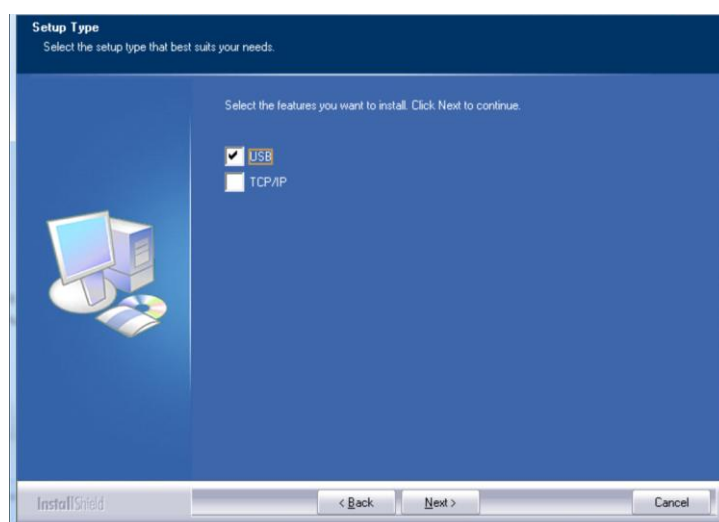 Setup Type
Select the setup type that best suits your needs.
Select the features you want to install. Click Next to continue.
USB
TCP/IP
InstallShield
< Back
Next >
Cancel